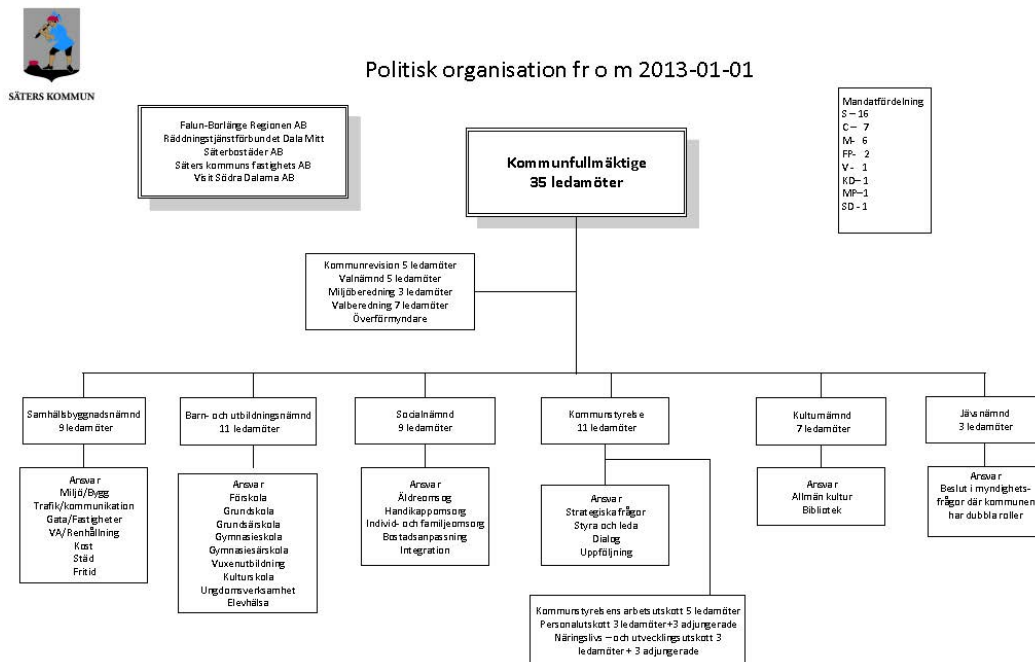 SÄTERS KOMMUN
Politisk organisation fr o m 2013-01-01
Falun-Borlänge Regionen AB
Räddningstjänstförbundet Dala Mitt
Säterbostäder AB
Säters kommuns fastighets AB
Visit Södra Dalarna AB
Kommunfullmäktige
35 ledamöter
Mandatfördelning
S – 16
C – 7
M- 6
FP- 2
V - 1
KD – 1
MP – 1
SD - 1
Kommunrevision 5 ledamöter
Valnämnd 5 ledamöter
Miljöberedning 3 ledamöter
Valberedning 7 ledamöter
Överförmyndare
Samhällsbyggnadsnämnd
9 ledamöter
Barn- och utbildningsnämnd
11 ledamöter
Socialnämnd
9 ledamöter
Kommunstyrelse
11 ledamöter
Kulturnämnd
7 ledamöter
Jävsnämnd
3 ledamöter
Ansvar
Miljö/Bygg
Trafik/kommunikation
Gata/Fastigheter
VA/Renhållning
Kost
Städ
Fritid
Ansvar
Förskola
Grundskola
Grundsärskola
Gymnasieskola
Gymnasiesärskola
Vuxenutbildning
Kulturskola
Ungdomsverksamhet
Elevhälsa
Ansvar
Äldreomsog
Handikappomsorg
Individ- och familjeomsorg
Bostadsanpassning
Integration
Ansvar
Strategiska frågor
Styra och leda
Dialog
Uppföljning
Ansvar
Allmän kultur
Bibliotek
Ansvar
Beslut i myndighets-
frågor där kommunen
har dubbla roller
Kommunstyrelsens arbetsutskott 5 ledamöter
Personalutskott 3 ledamöter+3 adjungerade
Näringslivs – och utvecklingsutskott 3
ledamöter + 3 adjungerade